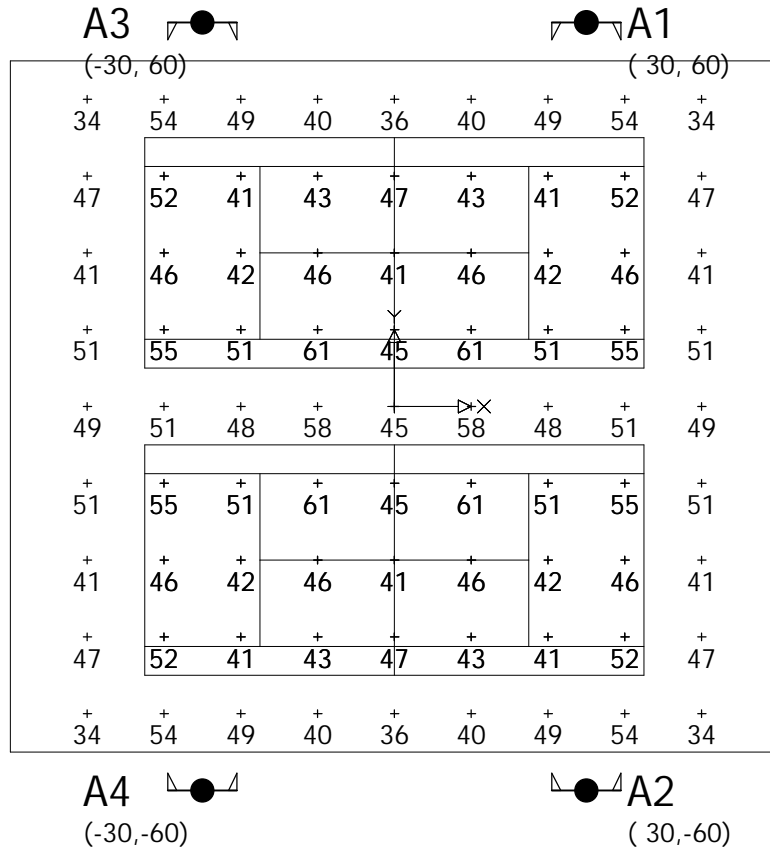 A3 A1
(-30, 60) ( 30, 60)
34 54 49 40 36 40 49 54 34
47 52 41 43 47 43 41 52 47
41 46 42 46 41 46 42 46 41
Y
51 55 51 61 45 61 51 55 51
X
49 51 48 58 45 58 48 51 49
51 55 51 61 45 61 51 55 51
41 46 42 46 41 46 42 46 41
47 52 41 43 47 43 41 52 47
34 54 49 40 36 40 49 54 34
A4 A2
(-30,-60) ( 30,-60)